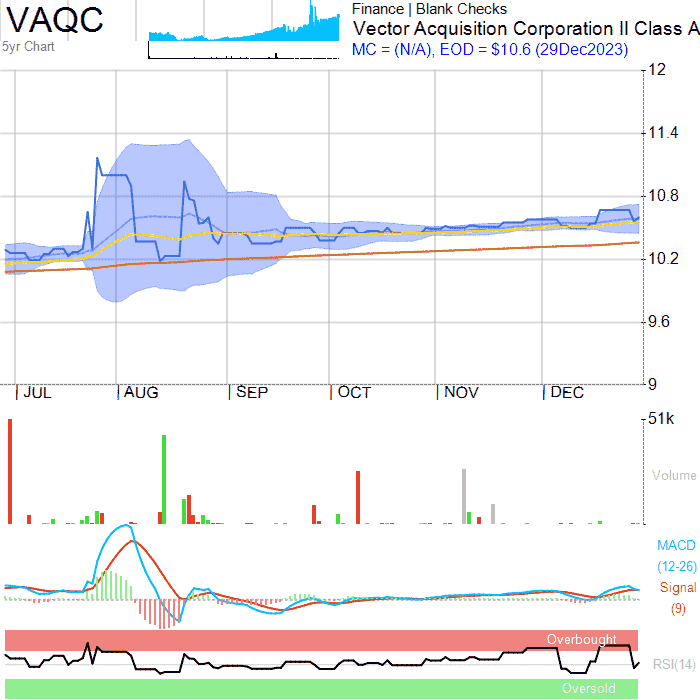 VAQC
5yr Chart
Finance | Blank Checks
Vector Acquisition Corporation II Class A
MC = (N/A), EOD = $10.6 (29Dec2023)
12
11.4
10.8
10.2
9.6
9
JUL AUG SEP OCT NOV DEC
51k
Volume
MACD
(12-26)
Signal
(9)
Overbought
RSI(14)
Oversold